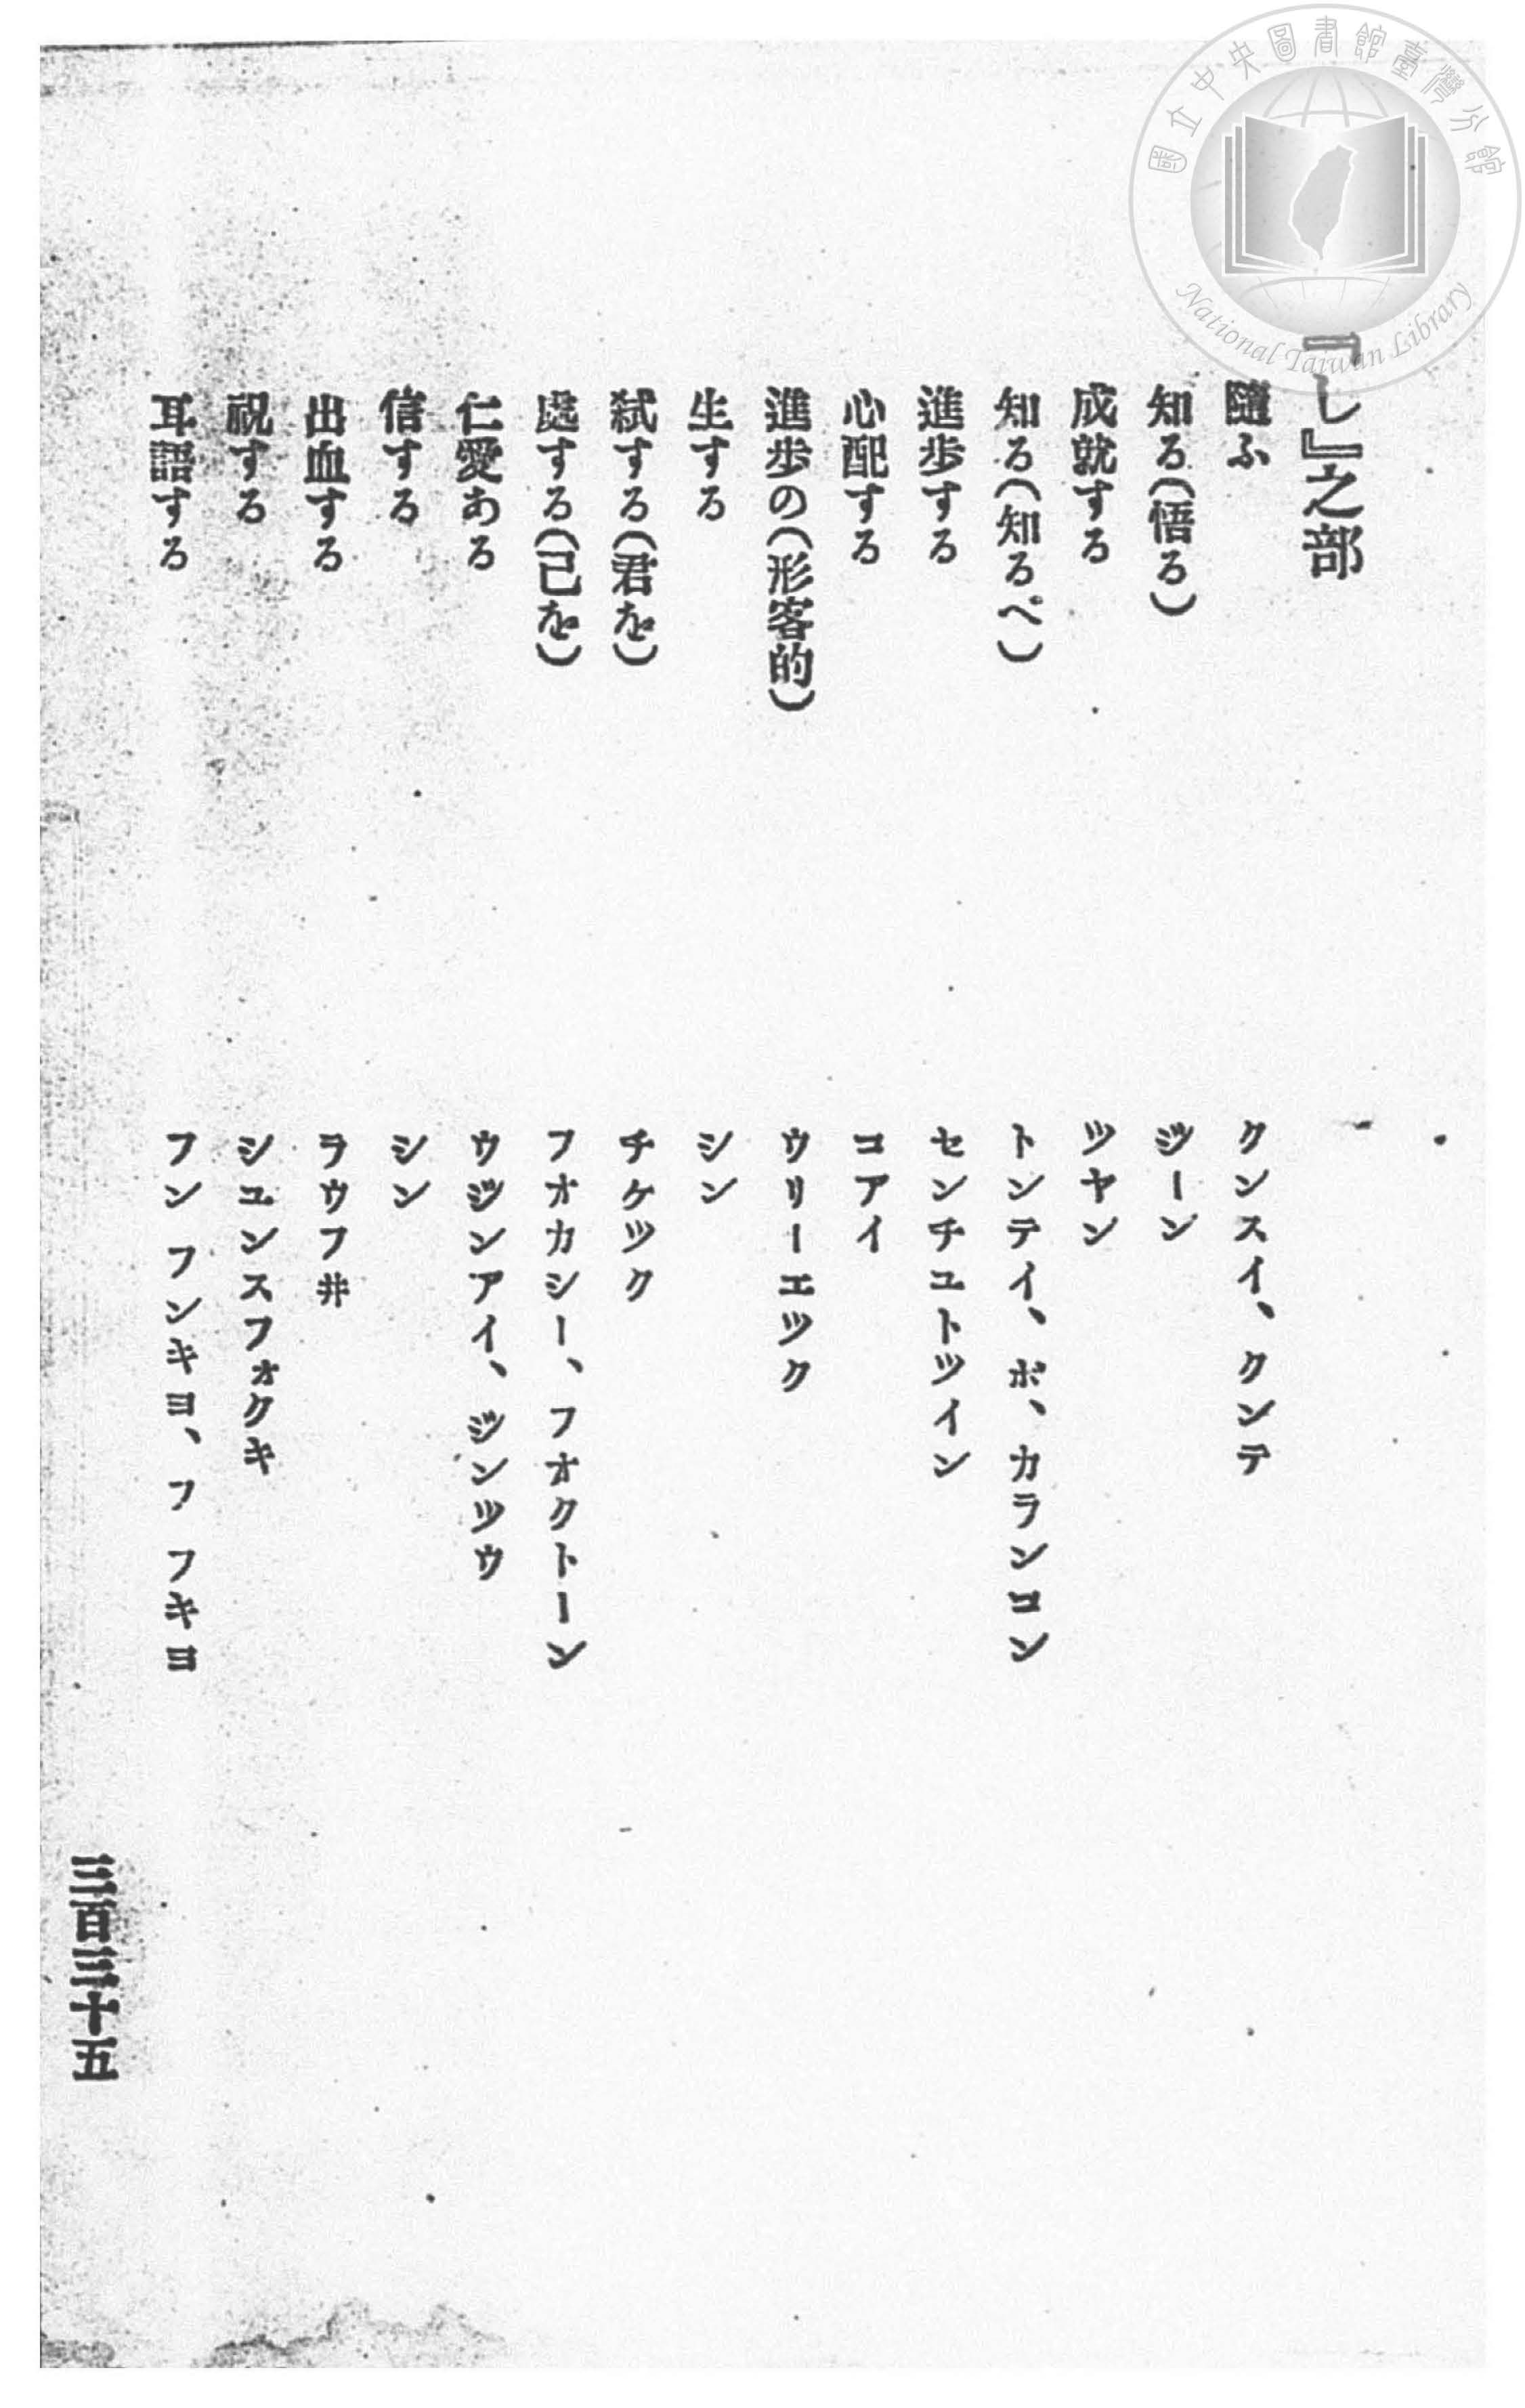 國立中央圖書館臺灣分館
National Taiwan Library
『し』之部
隨ふ　クンスイ、クンテ
知る(悟る)　ジーン
成就する　ツヤン
知る(知るべ)　トンテイ、ボ、カランコン
進歩する　センチユトツイン
心配する　コアイ
進歩の(形客的)　ウリーエツク
生する　シン
弑する(君を)　チケツク
處する(己を)　フオカシー、フオクトーン
仁愛ある　ウジンアイ、ジンツウ
信する　シン
出血する　ラウフ井
祝する　シユンスフォクキ
耳語する　フンフンキヨ、フフキヨ
三百三十五